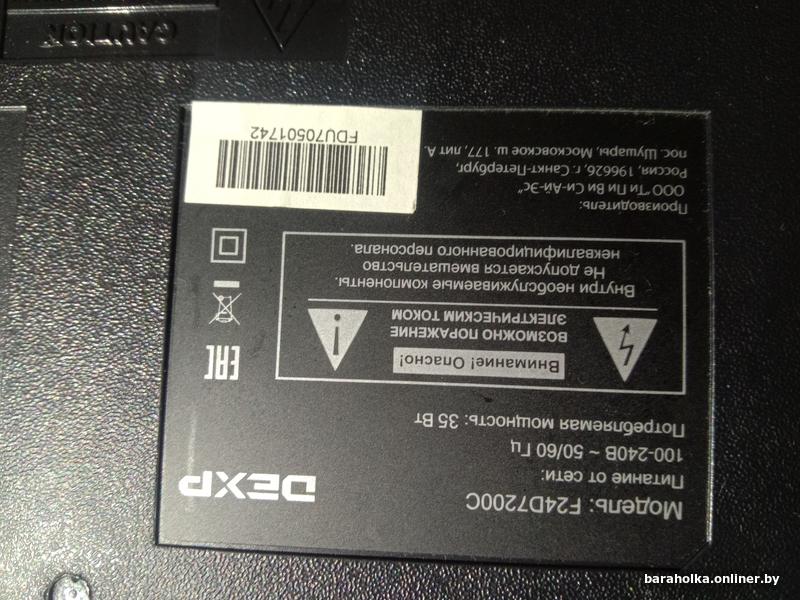 DEXP
Модель: F24D7200C
Питание от сети:
100-240В ~ 50/60 Гц
Потребляемая мощность: 35 Вт
Внимание! Опасно!
ВОЗМОЖНО ПОРАЖЕНИЕ
ЭЛЕКТРИЧЕСКИМ ТОКОМ
Внутри необслуживаемые компоненты.
Не допускается вмешательство
неквалифицированного персонала.
EAC
Производитель:
ООО "Ти Пи Ви Си-Ай-Эс"
Россия, 196626, г. Санкт-Петербург,
пос. Шушары, Московское ш. 177, лит А.
FDU70501742
CAUTION
baraholka.onliner.by